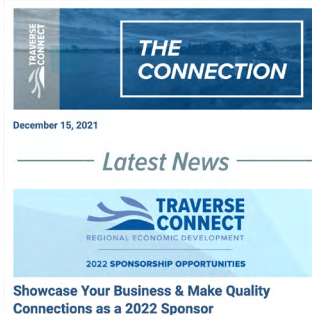 TRAVERSE
CONNECT
THE
CONNECTION
December 15, 2021
Latest News
TRAVERSE
CONNECT
REGIONAL ECONOMIC DEVELOPMENT
2022 SPONSORSHIP OPPORTUNITIES
Showcase Your Business & Make Quality
Connections as a 2022 Sponsor